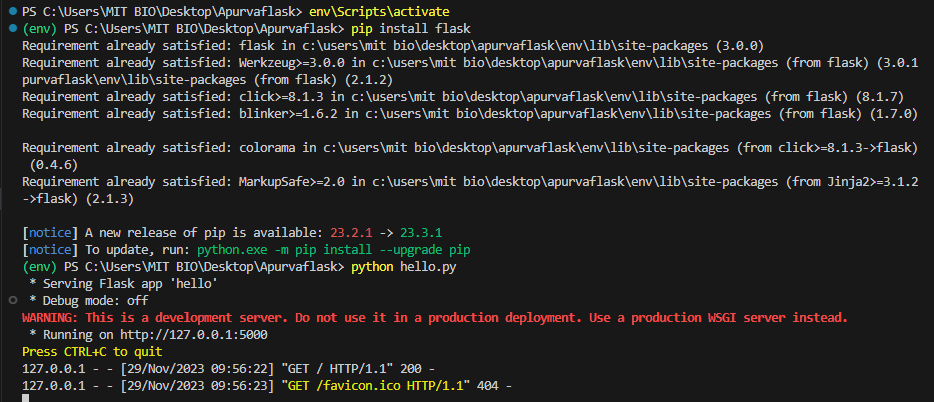 PS C:\Users\MIT BIO\Desktop\Apurvaflask> env\Scripts\activate
(env) PS C:\Users\MIT BIO\Desktop\Apurvaflask> pip install flask
Requirement already satisfied: flask in c:\users\mit bio\desktop\apurvaflask\env\lib\site-packages (3.0.0)
Requirement already satisfied: Werkzeug>=3.0.0 in c:\users\mit bio\desktop\apurvaflask\env\lib\site-packages (from flask) (3.0.1
purvaflask\env\lib\site-packages (from flask) (2.1.2)
Requirement already satisfied: click>=8.1.3 in c:\users\mit bio\desktop\apurvaflask\env\lib\site-packages (from flask) (8.1.7)
Requirement already satisfied: blinker>=1.6.2 in c:\users\mit bio\desktop\apurvaflask\env\lib\site-packages (from flask) (1.7.0)
Requirement already satisfied: colorama in c:\users\mit bio\desktop\apurvaflask\env\lib\site-packages (from click>=8.1.3->flask)
(0.4.6)
Requirement already satisfied: MarkupSafe>=2.0 in c:\users\mit bio\desktop\apurvaflask\env\lib\site-packages (from Jinja2>=3.1.2
->flask) (2.1.3)
[notice] A new release of pip is available: 23.2.1 -> 23.3.1
[notice] To update, run: python.exe -m pip install --upgrade pip
(env) PS C:\Users\MIT BIO\Desktop\Apurvaflask> python hello.py
* Serving Flask app 'hello'
* Debug mode: off
WARNING: This is a development server. Do not use it in a production deployment. Use a production WSGI server instead.
* Running on http://127.0.0.1:5000
Press CTRL+C to quit
127.0.0.1 - - [29/Nov/2023 09:56:22] "GET / HTTP/1.1" 200 -
127.0.0.1 - - [29/Nov/2023 09:56:23] "GET /favicon.ico HTTP/1.1" 404 -